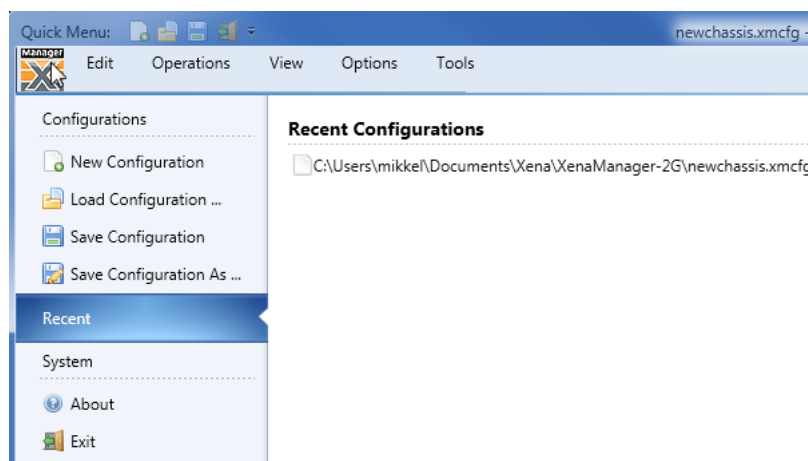 Quick Menu:
newchassis.xmcfg -
Manager
Edit Operations View Options Tools
Configurations
New Configuration
Load Configuration ...
Save Configuration
Save Configuration As ...
Recent
System
About
Exit
Recent Configurations
C:\Users\mikkel\Documents\Xena\XenaManager-2G\newchassis.xmcfg